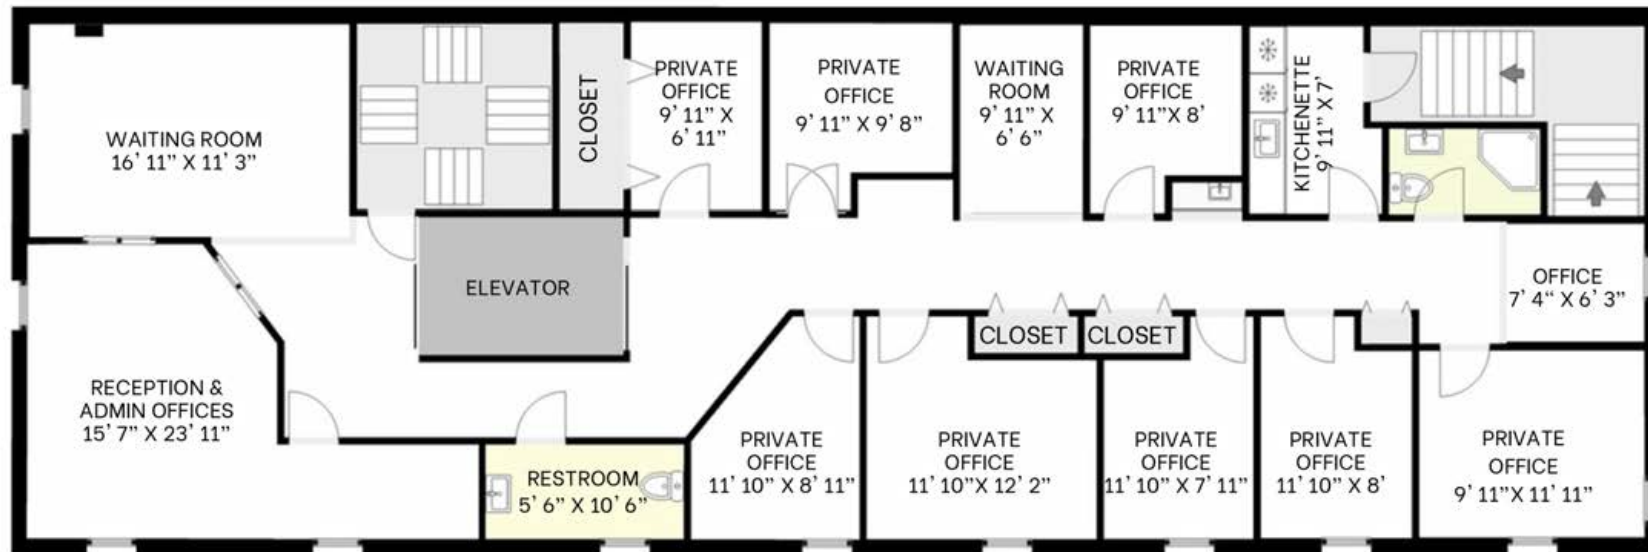 WAITING ROOM
16' 11” X 11' 3”
CLOSET
PRIVATE
OFFICE
9' 11” X
6' 11”
PRIVATE
OFFICE
9' 11” X 9' 8”
WAITING
ROOM
9' 11” X
6' 6”
PRIVATE
OFFICE
9' 11”X 8'
KITCHENETTE
9' 11” X 7'
ELEVATOR
OFFICE
7' 4“ X 6' 3”
CLOSET
CLOSET
RECEPTION &
ADMIN OFFICES
15' 7” X 23' 11”
RESTROOM
5' 6” X 10' 6”
PRIVATE
OFFICE
11' 10” X 8' 11”
PRIVATE
OFFICE
11' 10”X 12' 2”
PRIVATE
OFFICE
11' 10” X 7' 11”
PRIVATE
OFFICE
11' 10” X 8'
PRIVATE
OFFICE
9' 11”X 11' 11”